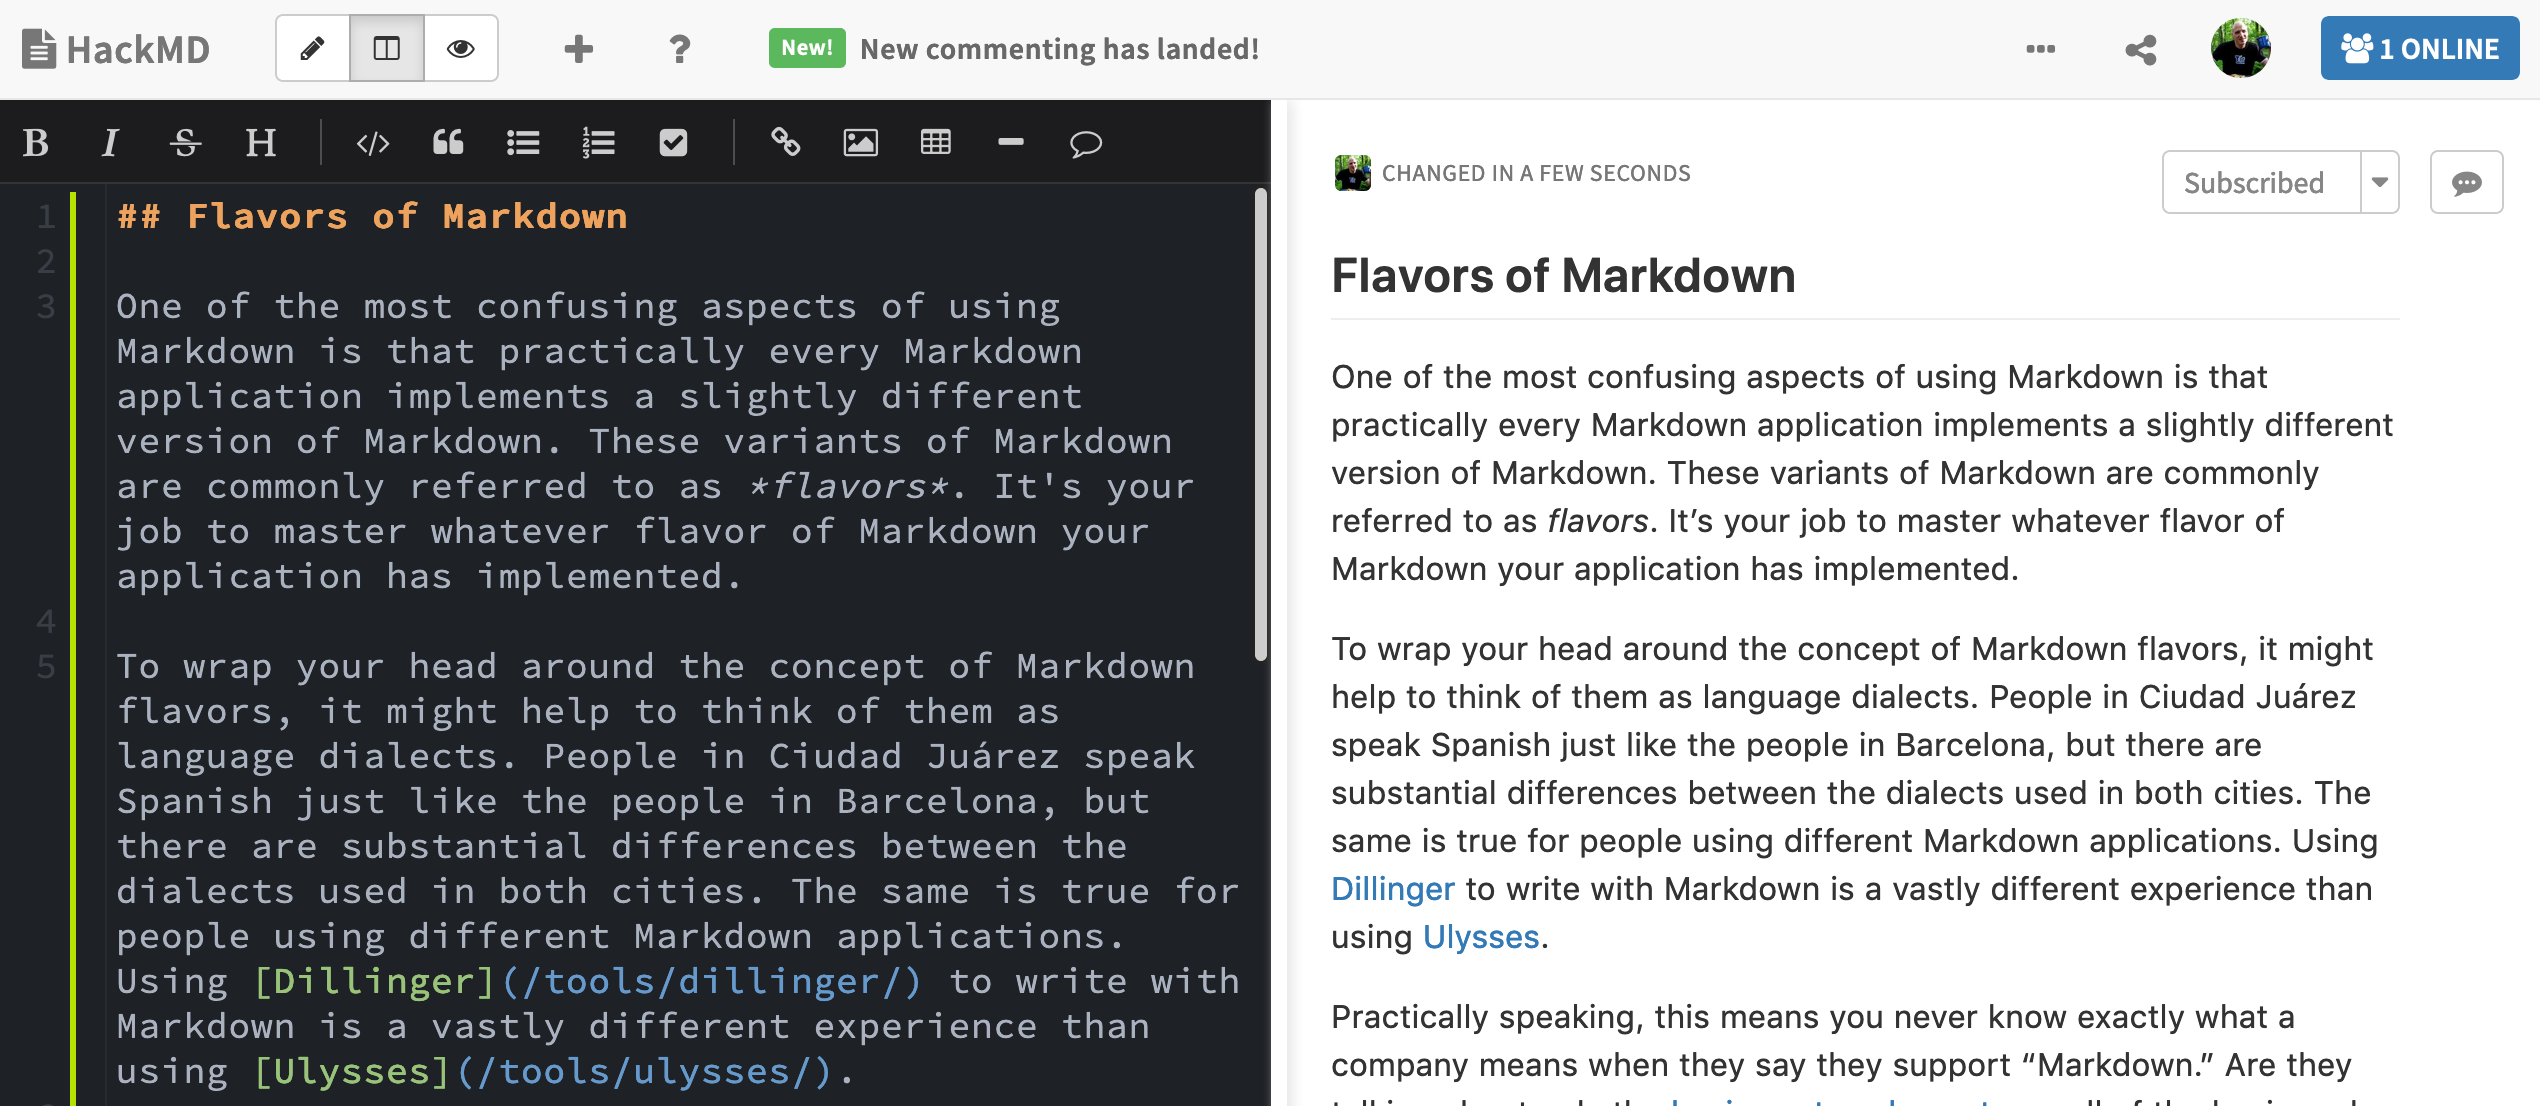 HackMD
New! New commenting has landed!
1 ONLINE
B I S H
1 ## Flavors of Markdown
2
3 One of the most confusing aspects of using
Markdown is that practically every Markdown
application implements a slightly different
version of Markdown. These variants of Markdown
are commonly referred to as *flavors*. It's your
job to master whatever flavor of Markdown your
application has implemented.
4
5 To wrap your head around the concept of Markdown
flavors, it might help to think of them as
language dialects. People in Ciudad Juárez speak
Spanish just like the people in Barcelona, but
there are substantial differences between the
dialects used in both cities. The same is true for
people using different Markdown applications.
Using [Dillinger](/tools/dillinger/) to write with
Markdown is a vastly different experience than
using [Ulysses](/tools/ulysses/).
CHANGED IN A FEW SECONDS
Subscribed
Flavors of Markdown
One of the most confusing aspects of using Markdown is that
practically every Markdown application implements a slightly different
version of Markdown. These variants of Markdown are commonly
referred to as flavors. It’s your job to master whatever flavor of
Markdown your application has implemented.
To wrap your head around the concept of Markdown flavors, it might
help to think of them as language dialects. People in Ciudad Juárez
speak Spanish just like the people in Barcelona, but there are
substantial differences between the dialects used in both cities. The
same is true for people using different Markdown applications. Using
Dillinger to write with Markdown is a vastly different experience than
using Ulysses.
Practically speaking, this means you never know exactly what a
company means when they say they support “Markdown.” Are they